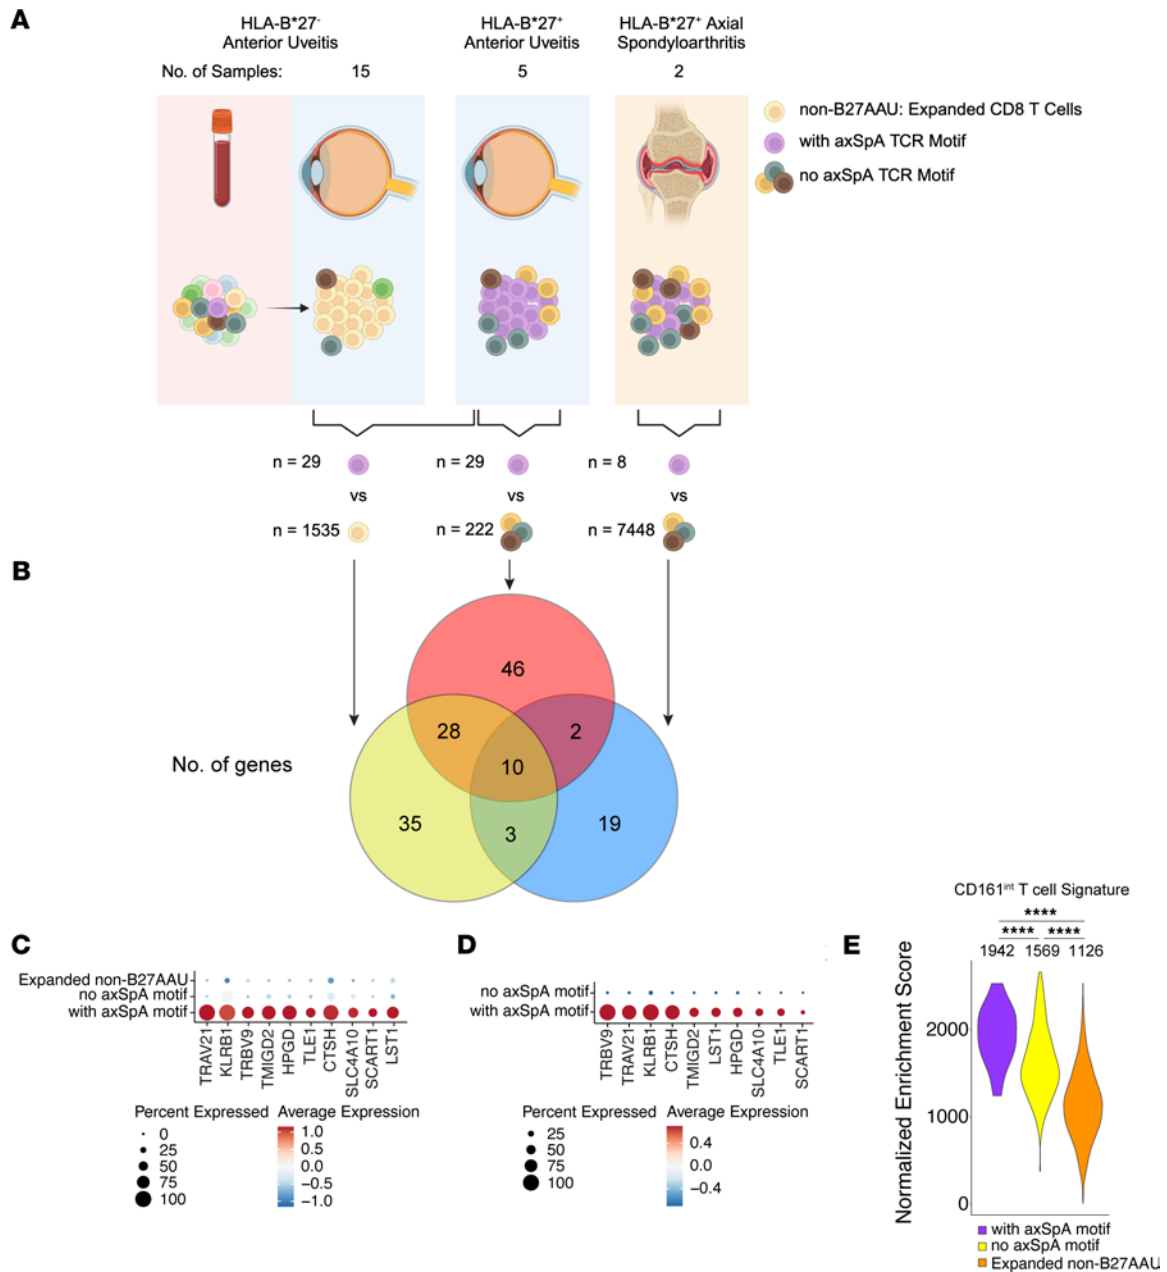 A
HLA-B*27⁻
Anterior Uveitis
HLA-B*27⁺
Anterior Uveitis
HLA-B*27⁺ Axial
Spondyloarthritis
No. of Samples:
15
5
2
non-B27AAU: Expanded CD8 T Cells
with axSpA TCR Motif
no axSpA TCR Motif
n = 29
n = 29
n = 8
vs
vs
vs
n = 1535
n = 222
n = 7448
B
46
28
2
10
No. of genes
35
3
19
C
Expanded non-B27AAU
no axSpA motif
with axSpA motif
TRAV21
KLRB1
TRBV9
TMIGD2
HPGD
TLE1
CTSH
SLC4A10
SCART1
LST1
Percent Expressed
0
25
50
75
100
Average Expression
1.0
0.5
0.0
−0.5
−1.0
D
no axSpA motif
with axSpA motif
TRBV9
TRAV21
KLRB1
CTSH
TMIGD2
LST1
HPGD
SLC4A10
TLE1
SCART1
Percent Expressed
25
50
75
100
Average Expression
0.4
0.0
−0.4
E
CD161ⁱⁿᵗ T cell Signature
****
**** ****
1942 1569 1126
Normalized Enrichment Score
2000
1000
0
with axSpA motif
no axSpA motif
Expanded non-B27AAU